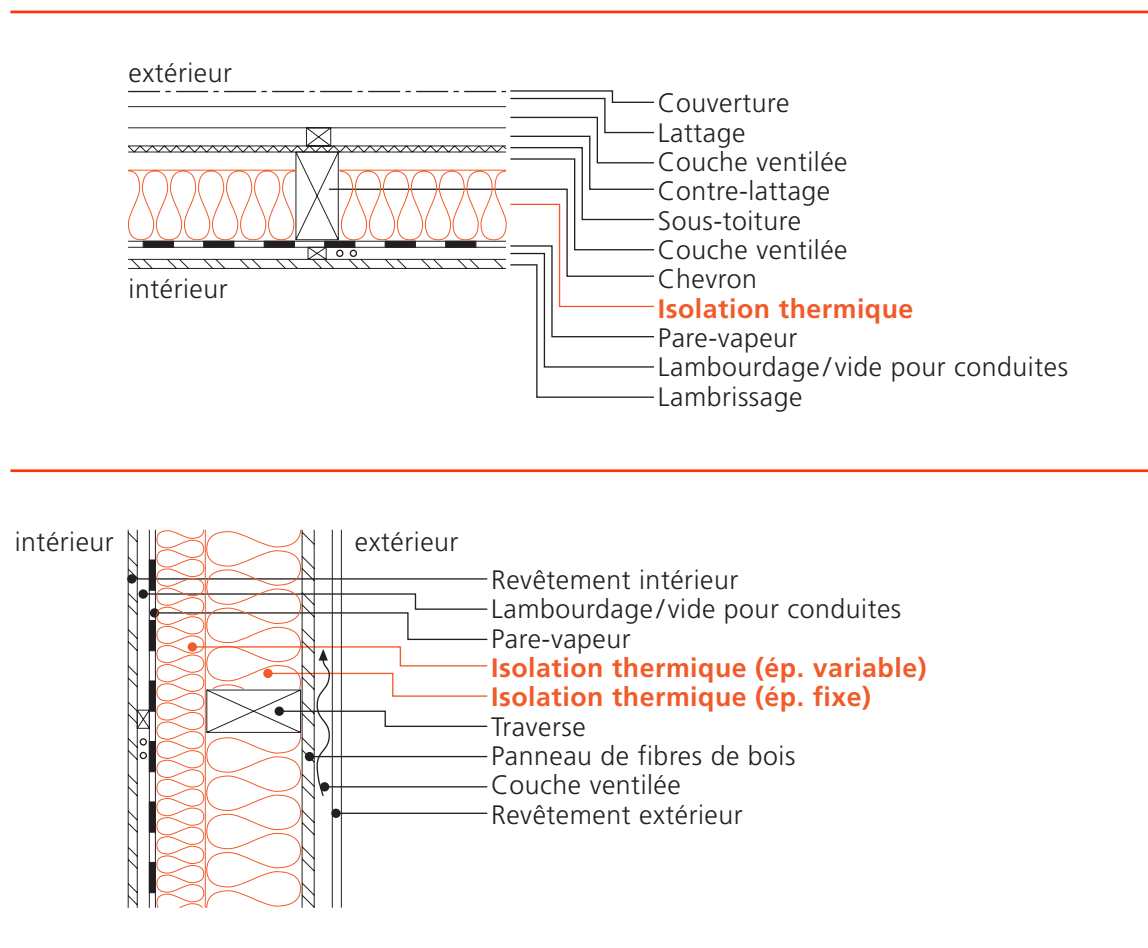 extérieur
Couverture
Lattage
Couche ventilée
Contre-lattage
Sous-toiture
Couche ventilée
Chevron
Isolation thermique
Pare-vapeur
Lambourdage/vide pour conduites
Lambrissage
intérieur
intérieur
extérieur
Revêtement intérieur
Lambourdage/vide pour conduites
Pare-vapeur
Isolation thermique (ép. variable)
Isolation thermique (ép. fixe)
Traverse
Panneau de fibres de bois
Couche ventilée
Revêtement extérieur